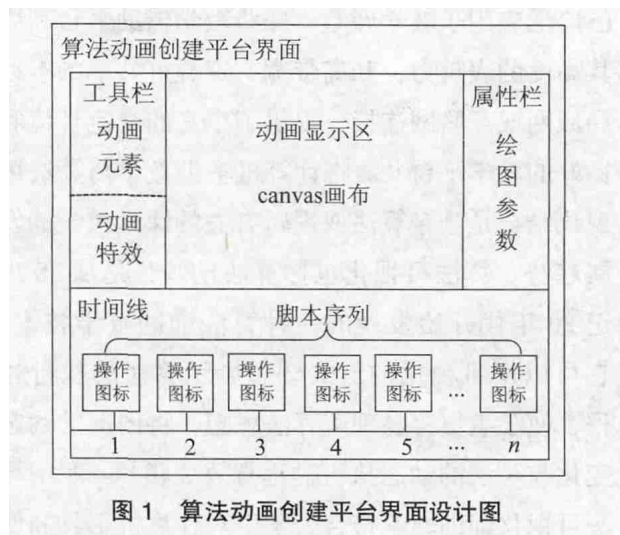 算法动画创建平台界面
工具栏
动画
元素
动画
特效
动画显示区
canvas画布
属性栏
绘
图
参
数
时间线
脚本序列
操作
图标
操作
图标
操作
图标
操作
图标
操作
图标
...
操作
图标
1 2 3 4 5 ... n
图 1 算法动画创建平台界面设计图